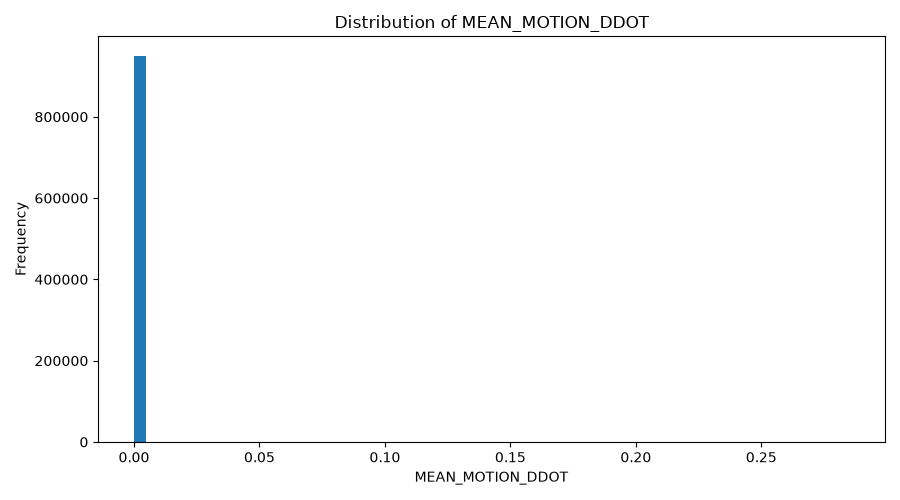 Distribution of MEAN_MOTION_DDOT
800000
600000
400000
200000
0
Frequency
0.00 0.05 0.10 0.15 0.20 0.25
MEAN_MOTION_DDOT